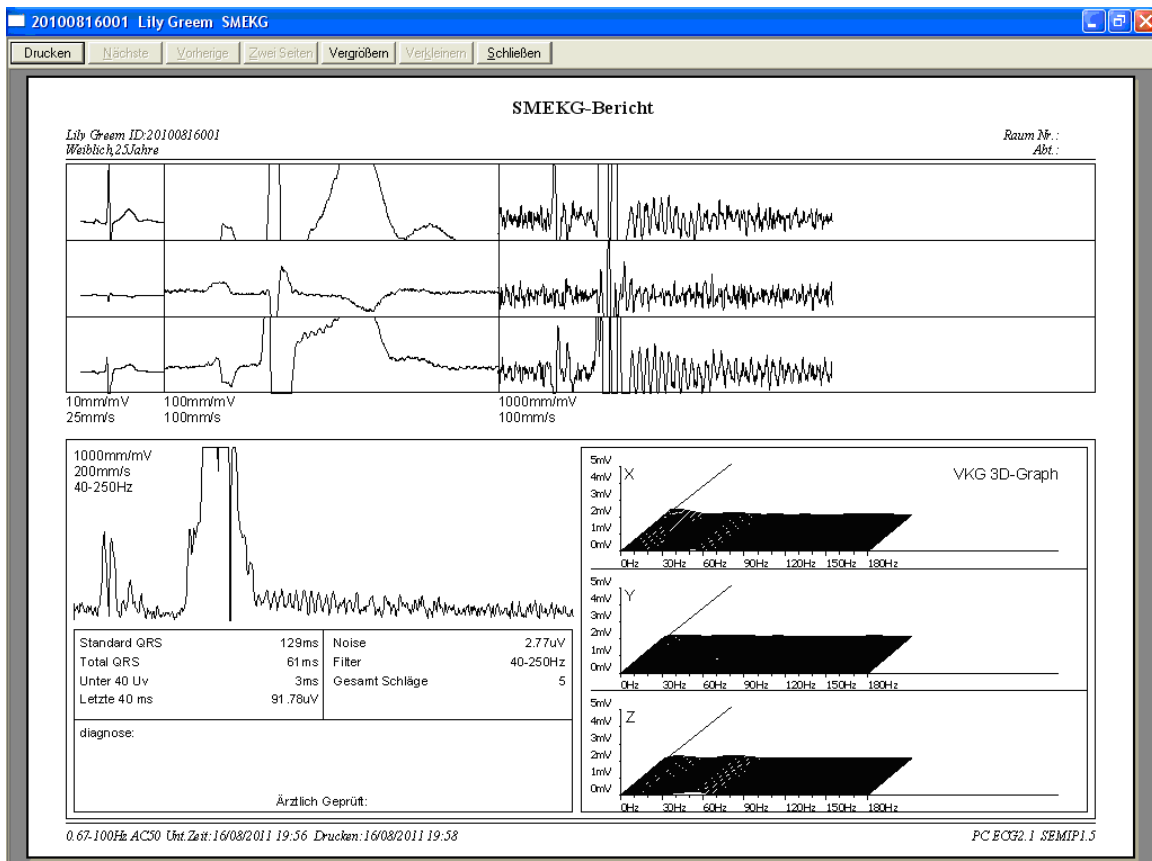 20100816001 Lily Greem SMEKG
Drucken Nächste Vorherige Zwei Seiten Vergrößern Verkleinern Schließen
SMEKG-Bericht
Lily Greem ID:20100816001
Weiblich,25Jahre
Raum Nr.:
Abt.:
10mm/mV
25mm/s
100mm/mV
100mm/s
1000mm/mV
100mm/s
1000mm/mV
200mm/s
40-250Hz
Standard QRS 129ms
Total QRS 61ms
Unter 40 Uv 3ms
Letzte 40 ms 91.78uV
Noise 2.77uV
Filter 40-250Hz
Gesamt Schläge 5
diagnose:
Ärztlich Geprüft:
VKG 3D-Graph
X
5mV
4mV
3mV
2mV
1mV
0mV
0Hz 30Hz 60Hz 90Hz 120Hz 150Hz 180Hz
Y
5mV
4mV
3mV
2mV
1mV
0mV
0Hz 30Hz 60Hz 90Hz 120Hz 150Hz 180Hz
Z
5mV
4mV
3mV
2mV
1mV
0mV
0Hz 30Hz 60Hz 90Hz 120Hz 150Hz 180Hz
0.67-100Hz AC50 Unt.Zeit:16/08/2011 19:56 Drucken:16/08/2011 19:58
PC ECG2.1 SEMIP1.5